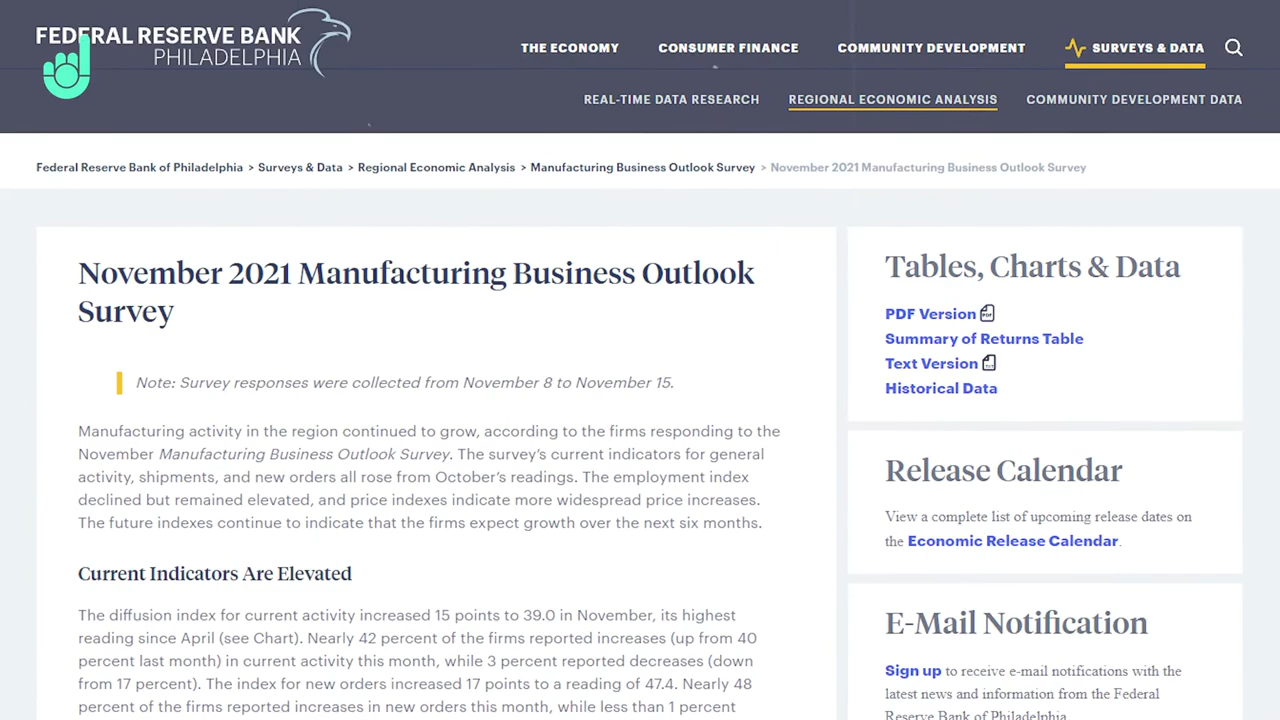 FEDERAL RESERVE BANK
PHILADELPHIA
THE ECONOMY CONSUMER FINANCE COMMUNITY DEVELOPMENT SURVEYS & DATA
REAL-TIME DATA RESEARCH REGIONAL ECONOMIC ANALYSIS COMMUNITY DEVELOPMENT DATA
Federal Reserve Bank of Philadelphia > Surveys & Data > Regional Economic Analysis > Manufacturing Business Outlook Survey > November 2021 Manufacturing Business Outlook Survey
November 2021 Manufacturing Business Outlook
Survey
Note: Survey responses were collected from November 8 to November 15.
Manufacturing activity in the region continued to grow, according to the firms responding to the
November Manufacturing Business Outlook Survey. The survey's current indicators for general
activity, shipments, and new orders all rose from October's readings. The employment index
declined but remained elevated, and price indexes indicate more widespread price increases.
The future indexes continue to indicate that the firms expect growth over the next six months.
Current Indicators Are Elevated
The diffusion index for current activity increased 15 points to 39.0 in November, its highest
reading since April (see Chart). Nearly 42 percent of the firms reported increases (up from 40
percent last month) in current activity this month, while 3 percent reported decreases (down
from 17 percent). The index for new orders increased 17 points to a reading of 47.4. Nearly 48
percent of the firms reported increases in new orders this month, while less than 1 percent
Tables, Charts & Data
PDF Version
Summary of Returns Table
Text Version
Historical Data
Release Calendar
View a complete list of upcoming release dates on
the Economic Release Calendar.
E-Mail Notification
Sign up to receive e-mail notifications with the
latest news and information from the Federal
Reserve Bank of Philadelphia.